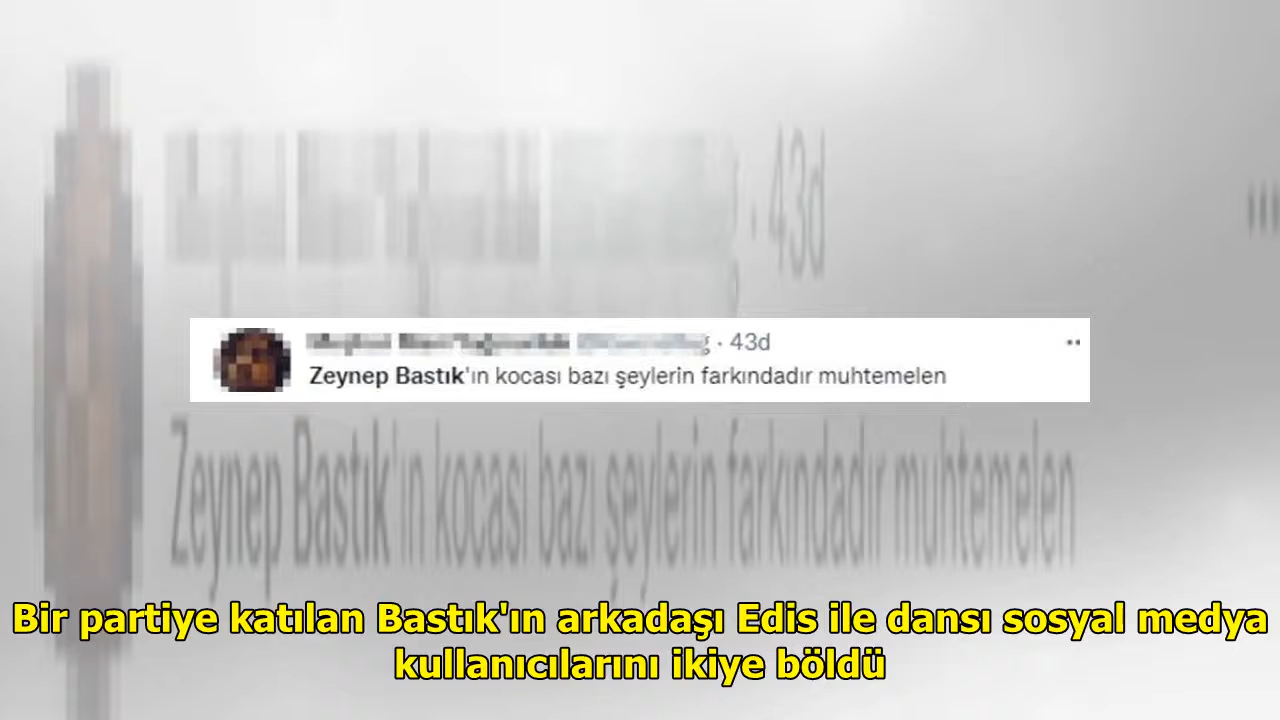 · 43d
· 43d
Zeynep Bastık'ın kocası bazı şeylerin farkındadır muhtemelen
Zeynep Bastık'ın kocası bazı şeylerin farkındadır muhtemelen
Bir partiye katılan Bastık'ın arkadaşı Edis ile dansı sosyal medya
kullanıcılarını ikiye böldü